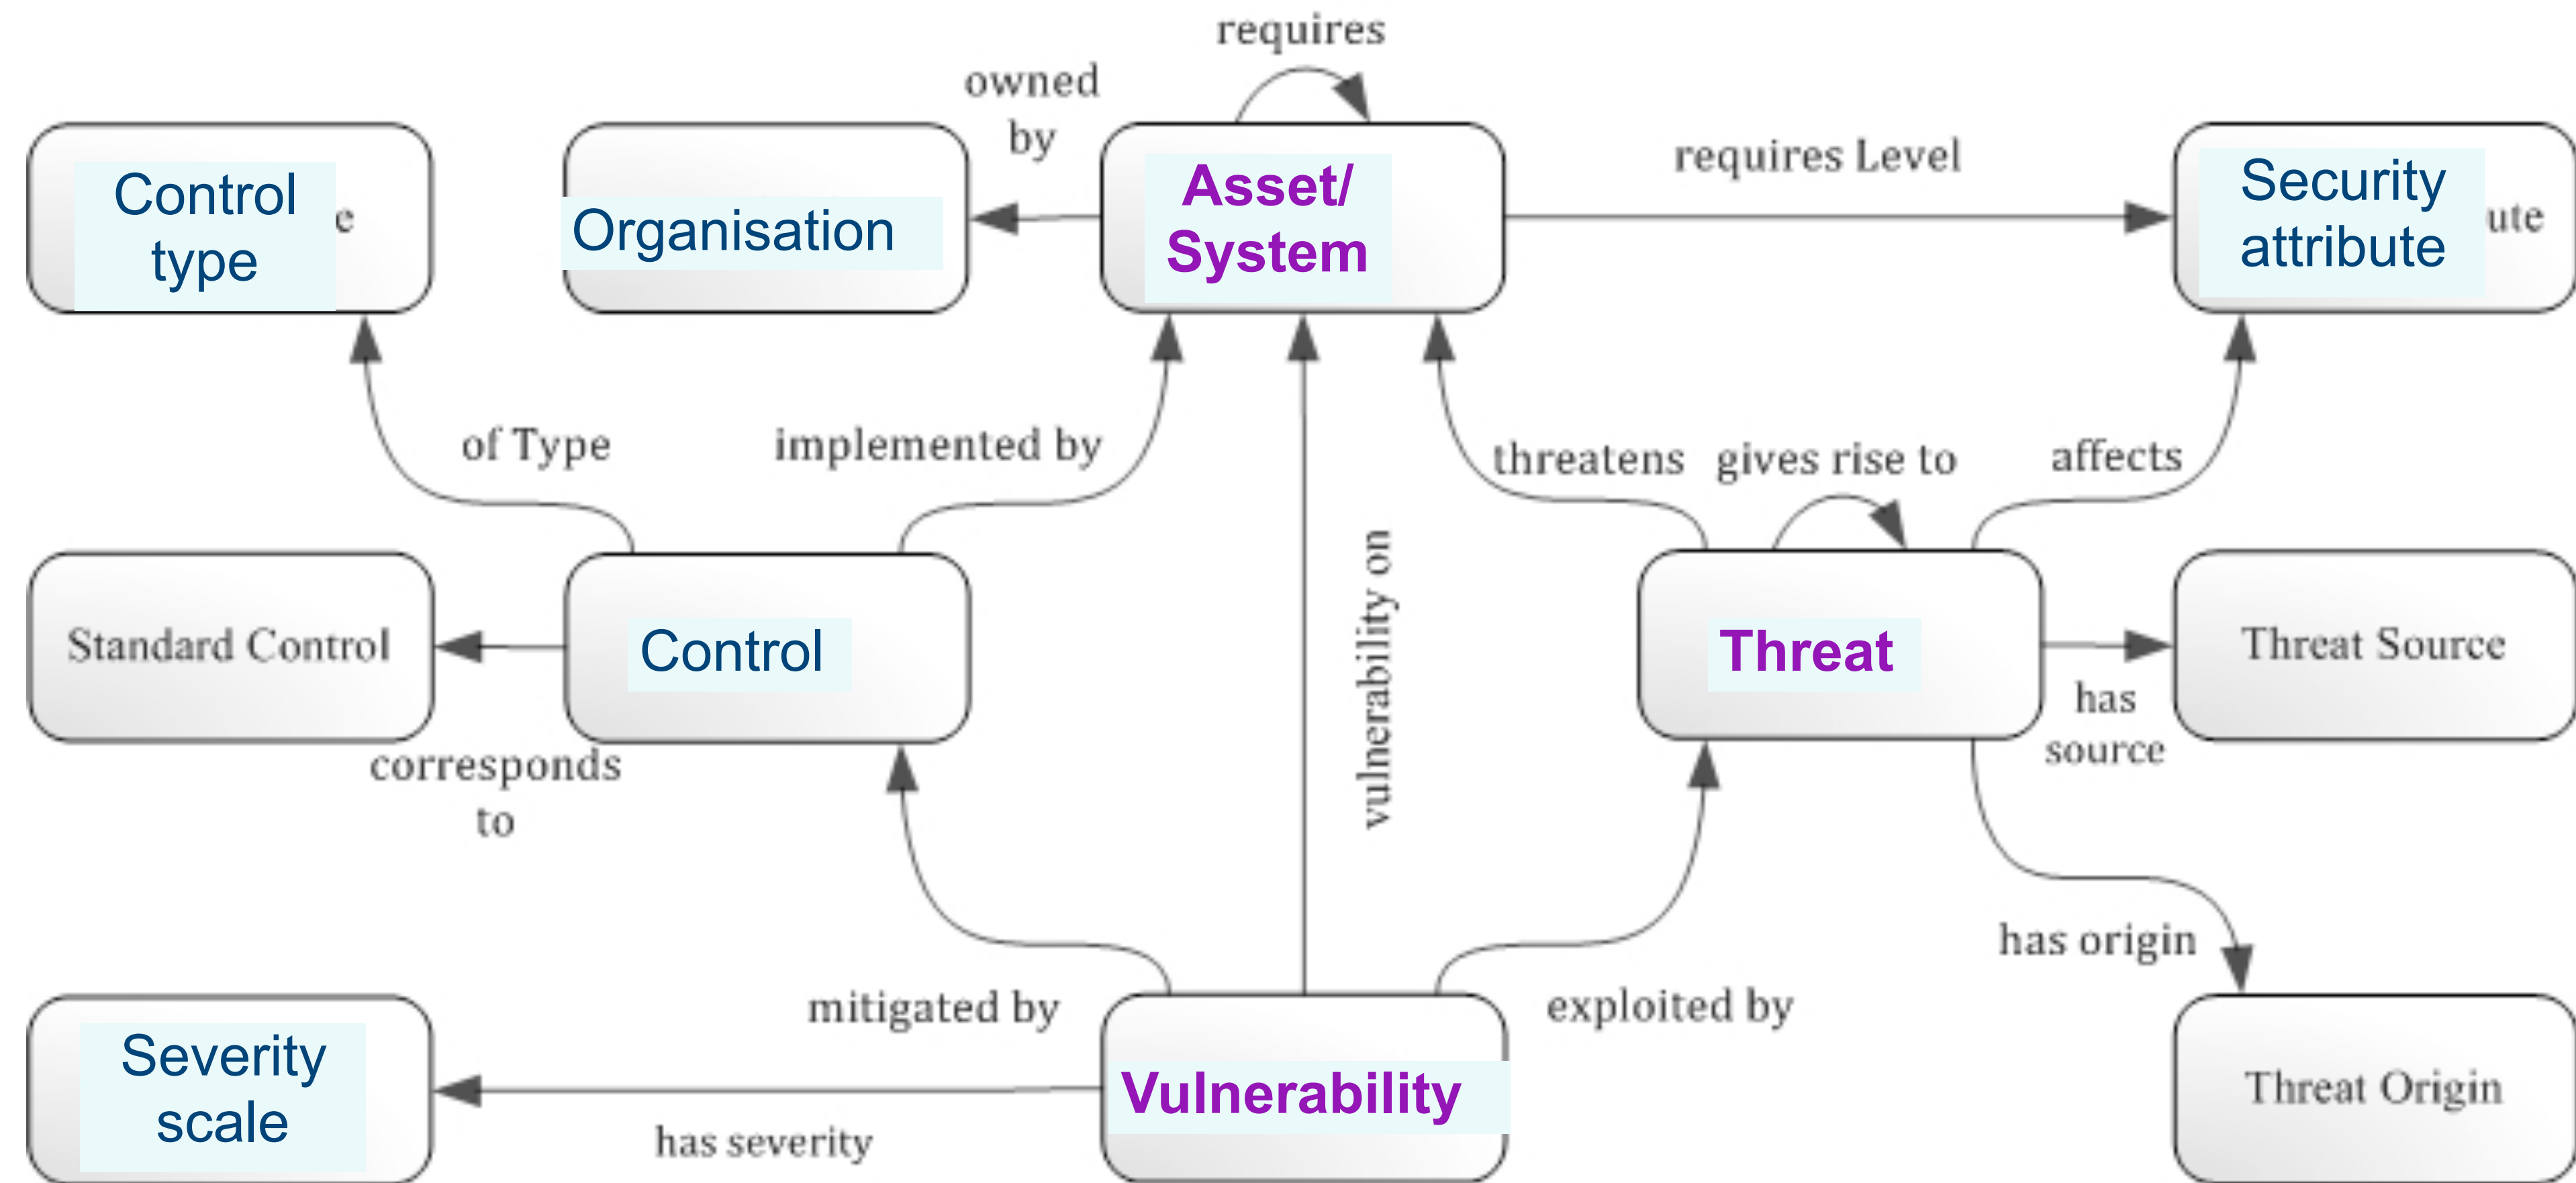 requires
owned
by
requires Level
Control
type
e
Organisation
Asset/
System
Security
attribute
ute
of Type
implemented by
threatens
gives rise to
affects
vulnerability on
Standard Control
Control
Threat
Threat Source
corresponds
to
has
source
has origin
mitigated by
exploited by
Severity
scale
has severity
Vulnerability
Threat Origin